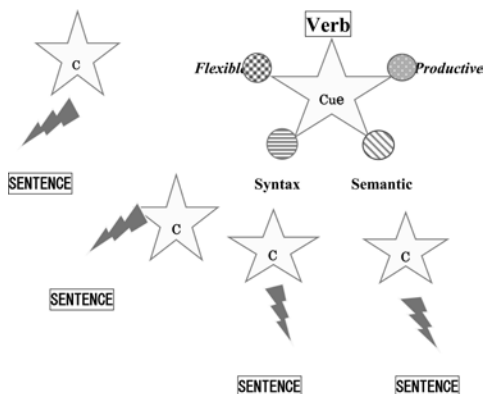 Verb
C
Flexible
Productive
Cue
SENTENCE
Syntax
Semantic
C
C
C
SENTENCE
SENTENCE
SENTENCE